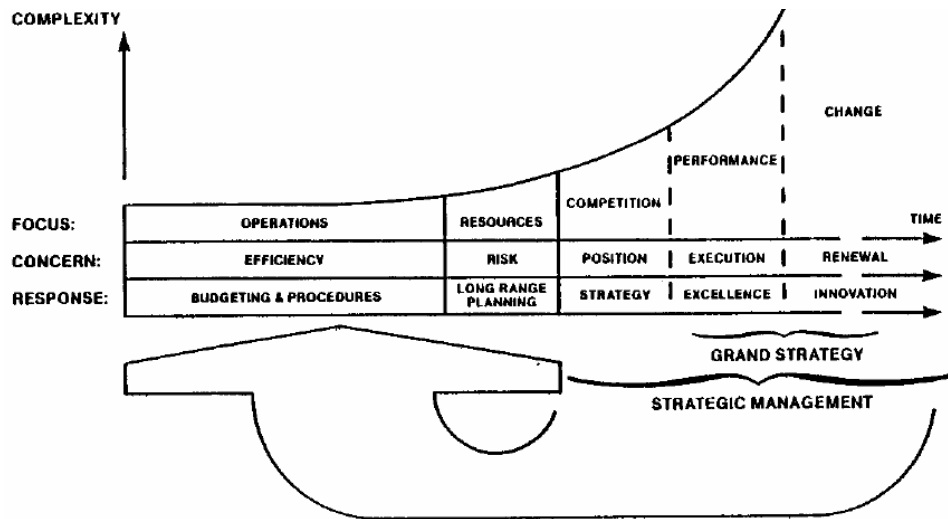 COMPLEXITY
CHANGE
PERFORMANCE
COMPETITION
FOCUS: OPERATIONS RESOURCES TIME
CONCERN: EFFICIENCY RISK POSITION EXECUTION RENEWAL
RESPONSE: BUDGETING & PROCEDURES LONG RANGE PLANNING STRATEGY EXCELLENCE INNOVATION
GRAND STRATEGY
STRATEGIC MANAGEMENT